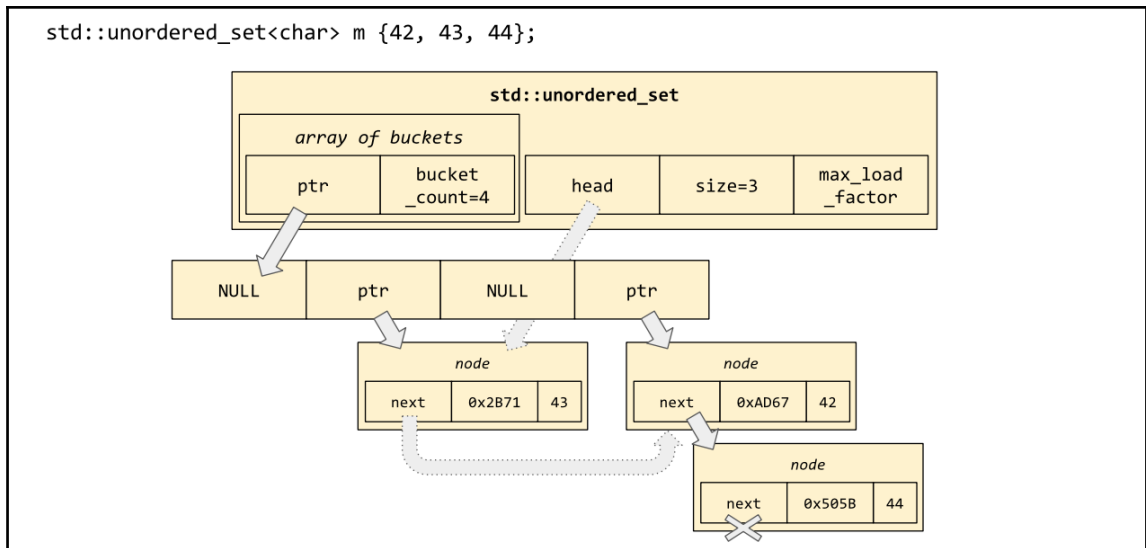 std::unordered_set<char> m {42, 43, 44};
std::unordered_set
array of buckets
ptr
bucket
_count=4
head
size=3
max_load
_factor
NULL
ptr
NULL
ptr
node
next
0x2B71
43
node
next
0xAD67
42
node
next
0x505B
44